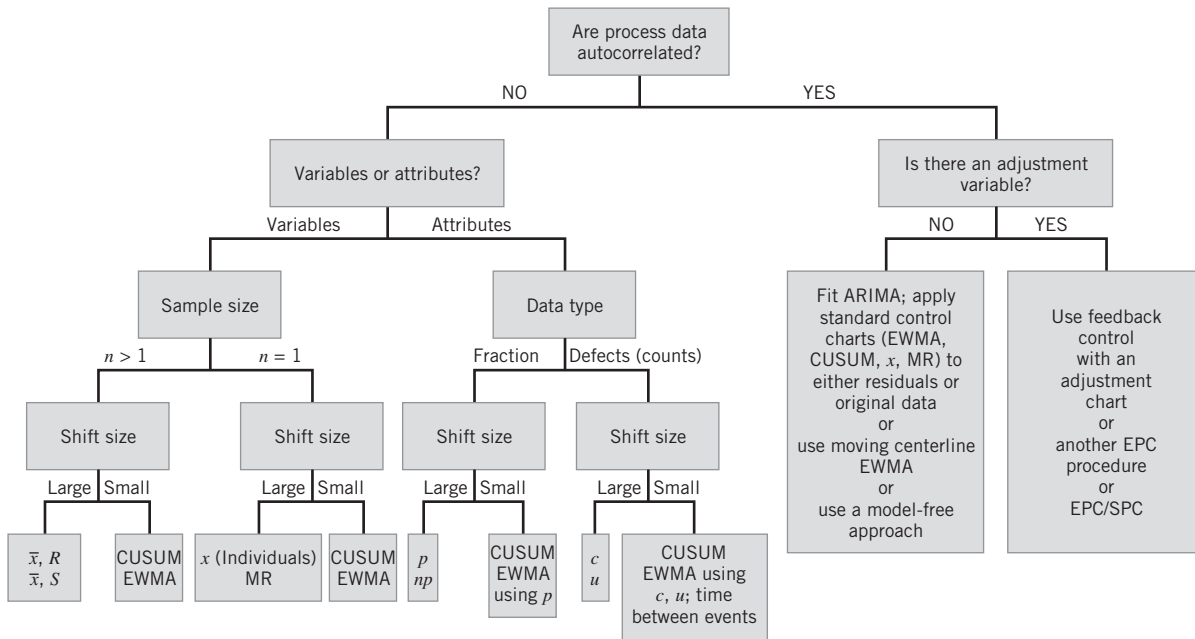 Are process data
autocorrelated?
NO
YES
Variables or attributes?
Is there an adjustment
variable?
Variables
Attributes
NO
YES
Sample size
Data type
Fit ARIMA; apply
standard control
charts (EWMA,
CUSUM, x, MR) to
either residuals or
original data
or
use moving centerline
EWMA
or
use a model-free
approach
Use feedback
control
with an
adjustment
chart
or
another EPC
procedure
or
EPC/SPC
n > 1
n = 1
Fraction
Defects (counts)
Shift size
Shift size
Shift size
Shift size
Large
Small
Large
Small
Large
Small
Large
Small
x̅, R
x̅, S
CUSUM
EWMA
x (Individuals)
MR
CUSUM
EWMA
p
np
CUSUM
EWMA
using p
c
u
CUSUM
EWMA using
c, u; time
between events